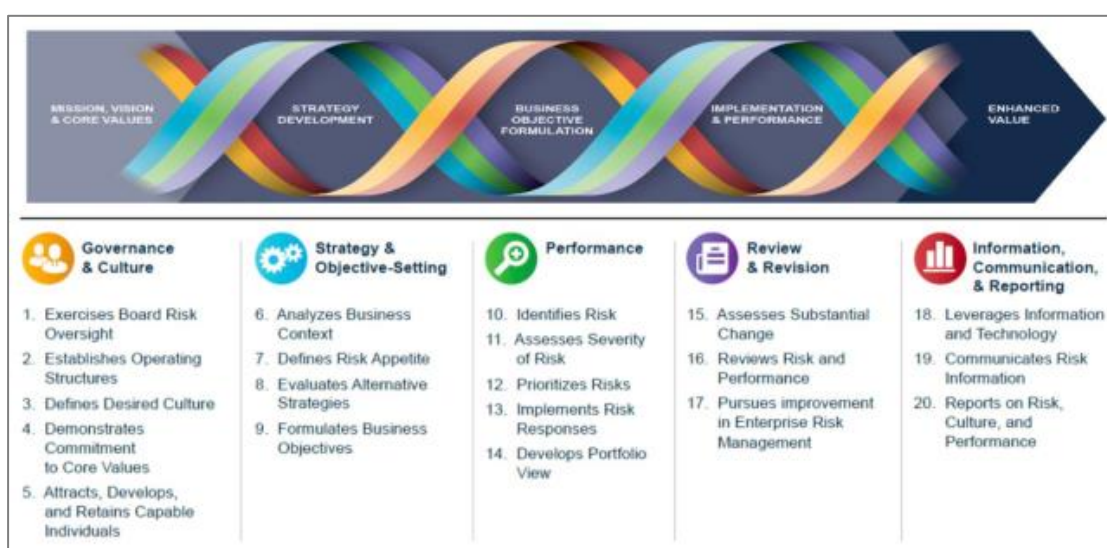 MISSION, VISION
& CORE VALUES
STRATEGY
DEVELOPMENT
BUSINESS
OBJECTIVE
FORMULATION
IMPLEMENTATION
& PERFORMANCE
ENHANCED
VALUE
Governance
& Culture
1. Exercises Board Risk
Oversight
2. Establishes Operating
Structures
3. Defines Desired Culture
4. Demonstrates
Commitment
to Core Values
5. Attracts, Develops,
and Retains Capable
Individuals
Strategy &
Objective-Setting
6. Analyzes Business
Context
7. Defines Risk Appetite
8. Evaluates Alternative
Strategies
9. Formulates Business
Objectives
Performance
10. Identifies Risk
11. Assesses Severity
of Risk
12. Prioritizes Risks
13. Implements Risk
Responses
14. Develops Portfolio
View
Review
& Revision
15. Assesses Substantial
Change
16. Reviews Risk and
Performance
17. Pursues improvement
in Enterprise Risk
Management
Information,
Communication,
& Reporting
18. Leverages Information
and Technology
19. Communicates Risk
Information
20. Reports on Risk,
Culture, and
Performance